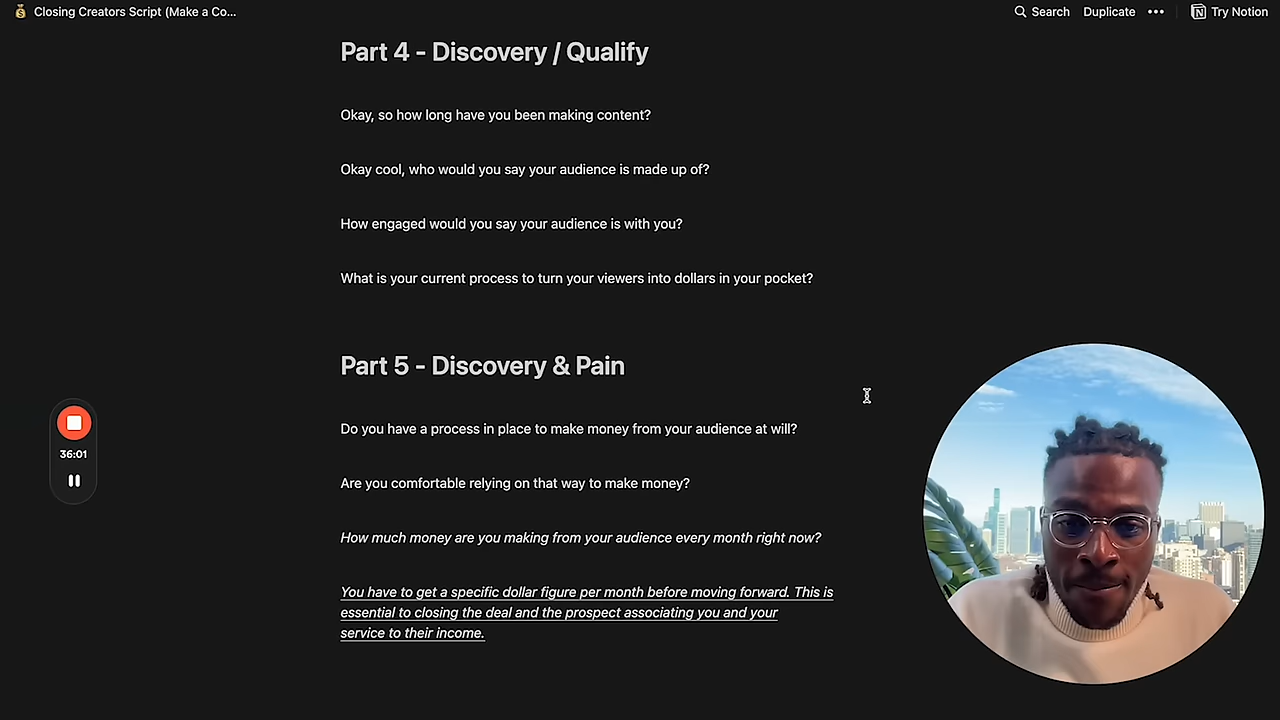 💰 Closing Creators Script (Make a Co...
Search
Duplicate
•••
Try Notion
Part 4 - Discovery / Qualify
Okay, so how long have you been making content?
Okay cool, who would you say your audience is made up of?
How engaged would you say your audience is with you?
What is your current process to turn your viewers into dollars in your pocket?
Part 5 - Discovery & Pain
Do you have a process in place to make money from your audience at will?
36:01
Are you comfortable relying on that way to make money?
How much money are you making from your audience every month right now?
You have to get a specific dollar figure per month before moving forward. This is
essential to closing the deal and the prospect associating you and your
service to their income.